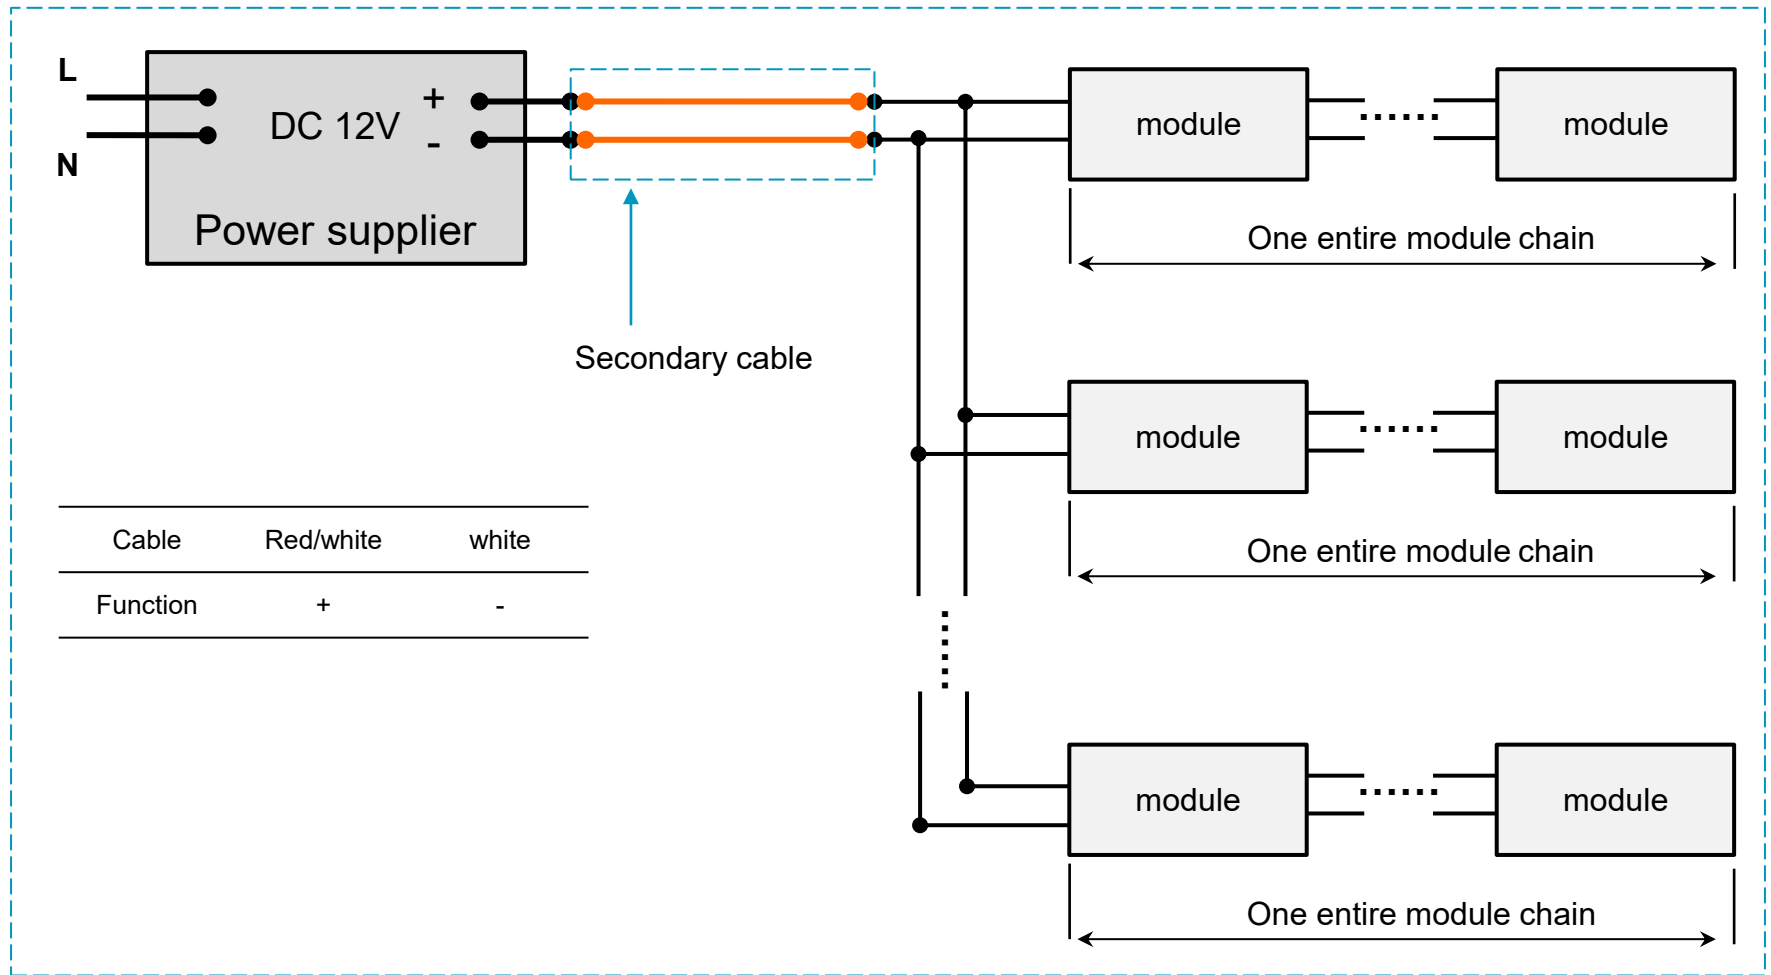 L
N
DC 12V
+
-
Power supplier
Secondary cable
module
......
module
One entire module chain
module
......
module
One entire module chain
Cable Red/white white
Function + -
......
module
......
module
One entire module chain